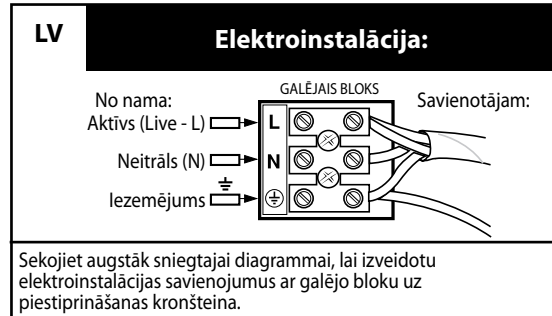 LV
Elektroinstalācija:
GALĒJAIS BLOKS
No nama:
Savienotājam:
Aktīvs (Live - L)
L
Neitrāls (N)
N
Iezemējums
Sekojiet augstāk sniegtajai diagrammai, lai izveidotu
elektroinstalācijas savienojumus ar galējo bloku uz
piestiprināšanas kronšteina.